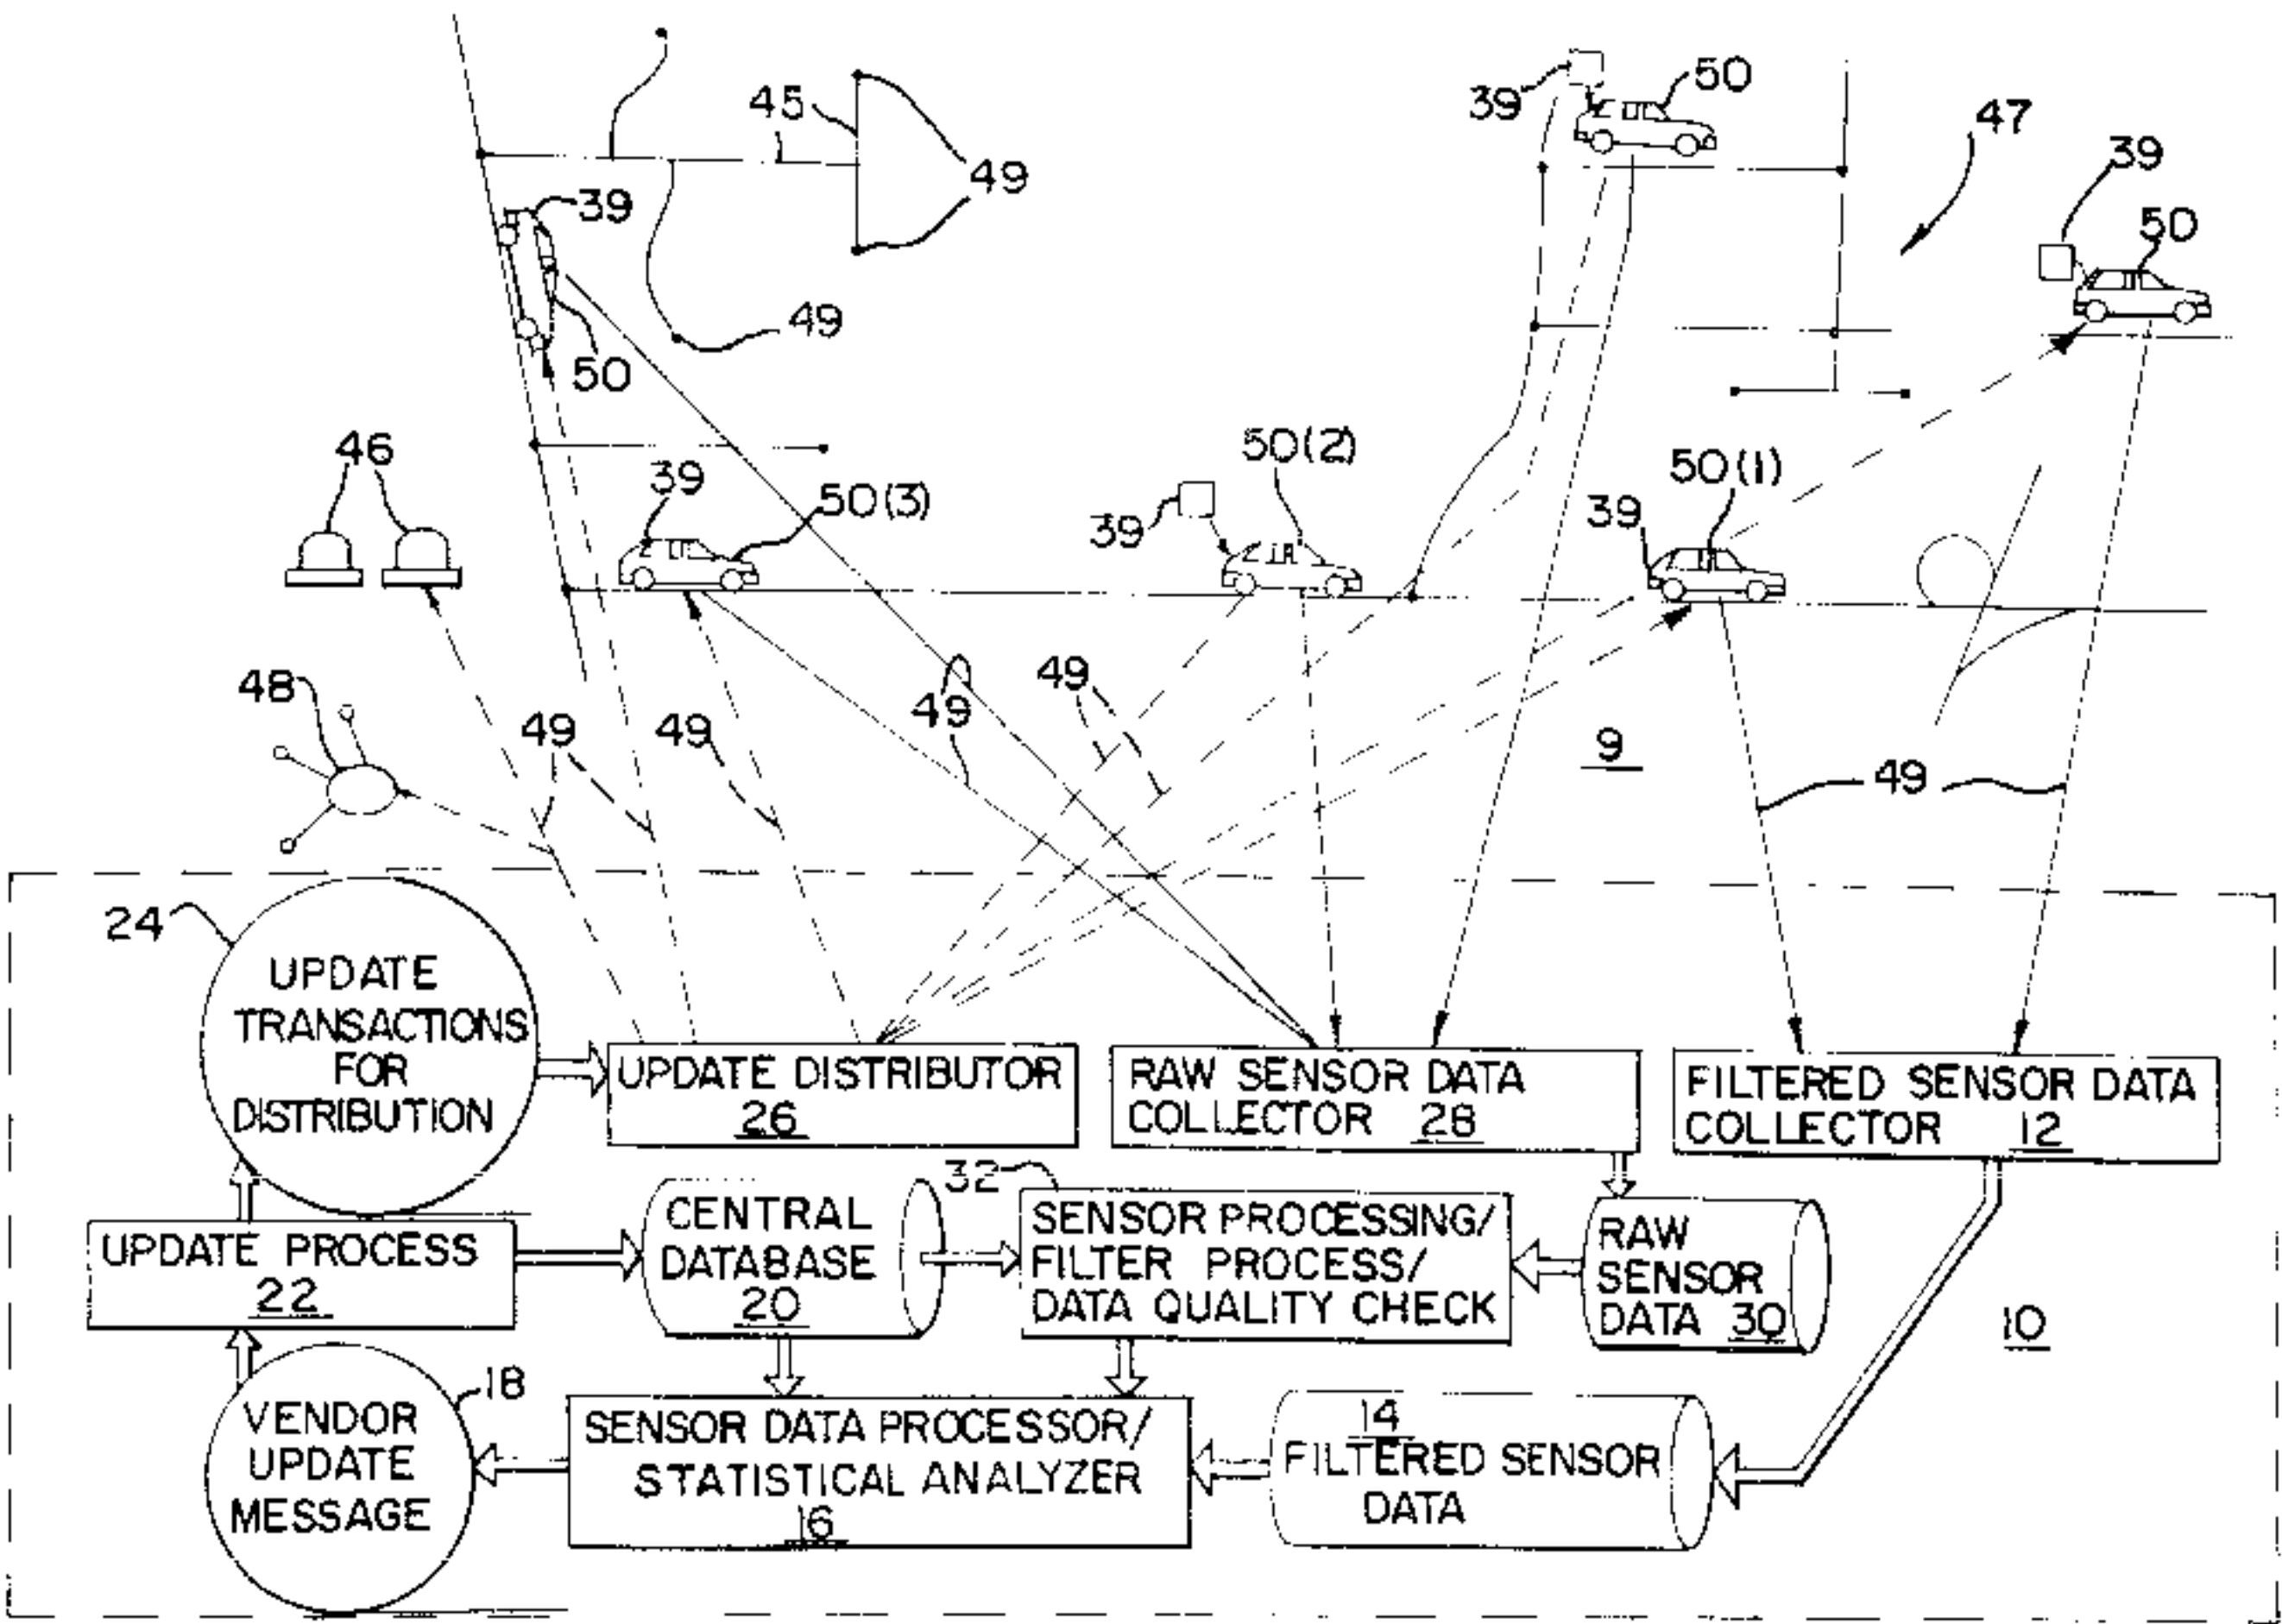 45
39
50
47
39
49
50
39
49
50
46
50(2)
50(1)
39
50(3)
39
39
48
49
49
49
49
9
49
24
UPDATE
TRANSACTIONS
FOR
DISTRIBUTION
UPDATE DISTRIBUTOR
26
RAW SENSOR DATA
COLLECTOR 28
FILTERED SENSOR DATA
COLLECTOR 12
32
UPDATE PROCESS
22
CENTRAL
DATABASE
20
SENSOR PROCESSING/
FILTER PROCESS/
DATA QUALITY CHECK
RAW
SENSOR
DATA 30
10
18
VENDOR
UPDATE
MESSAGE
SENSOR DATA PROCESSOR/
STATISTICAL ANALYZER
16
14
FILTERED SENSOR
DATA